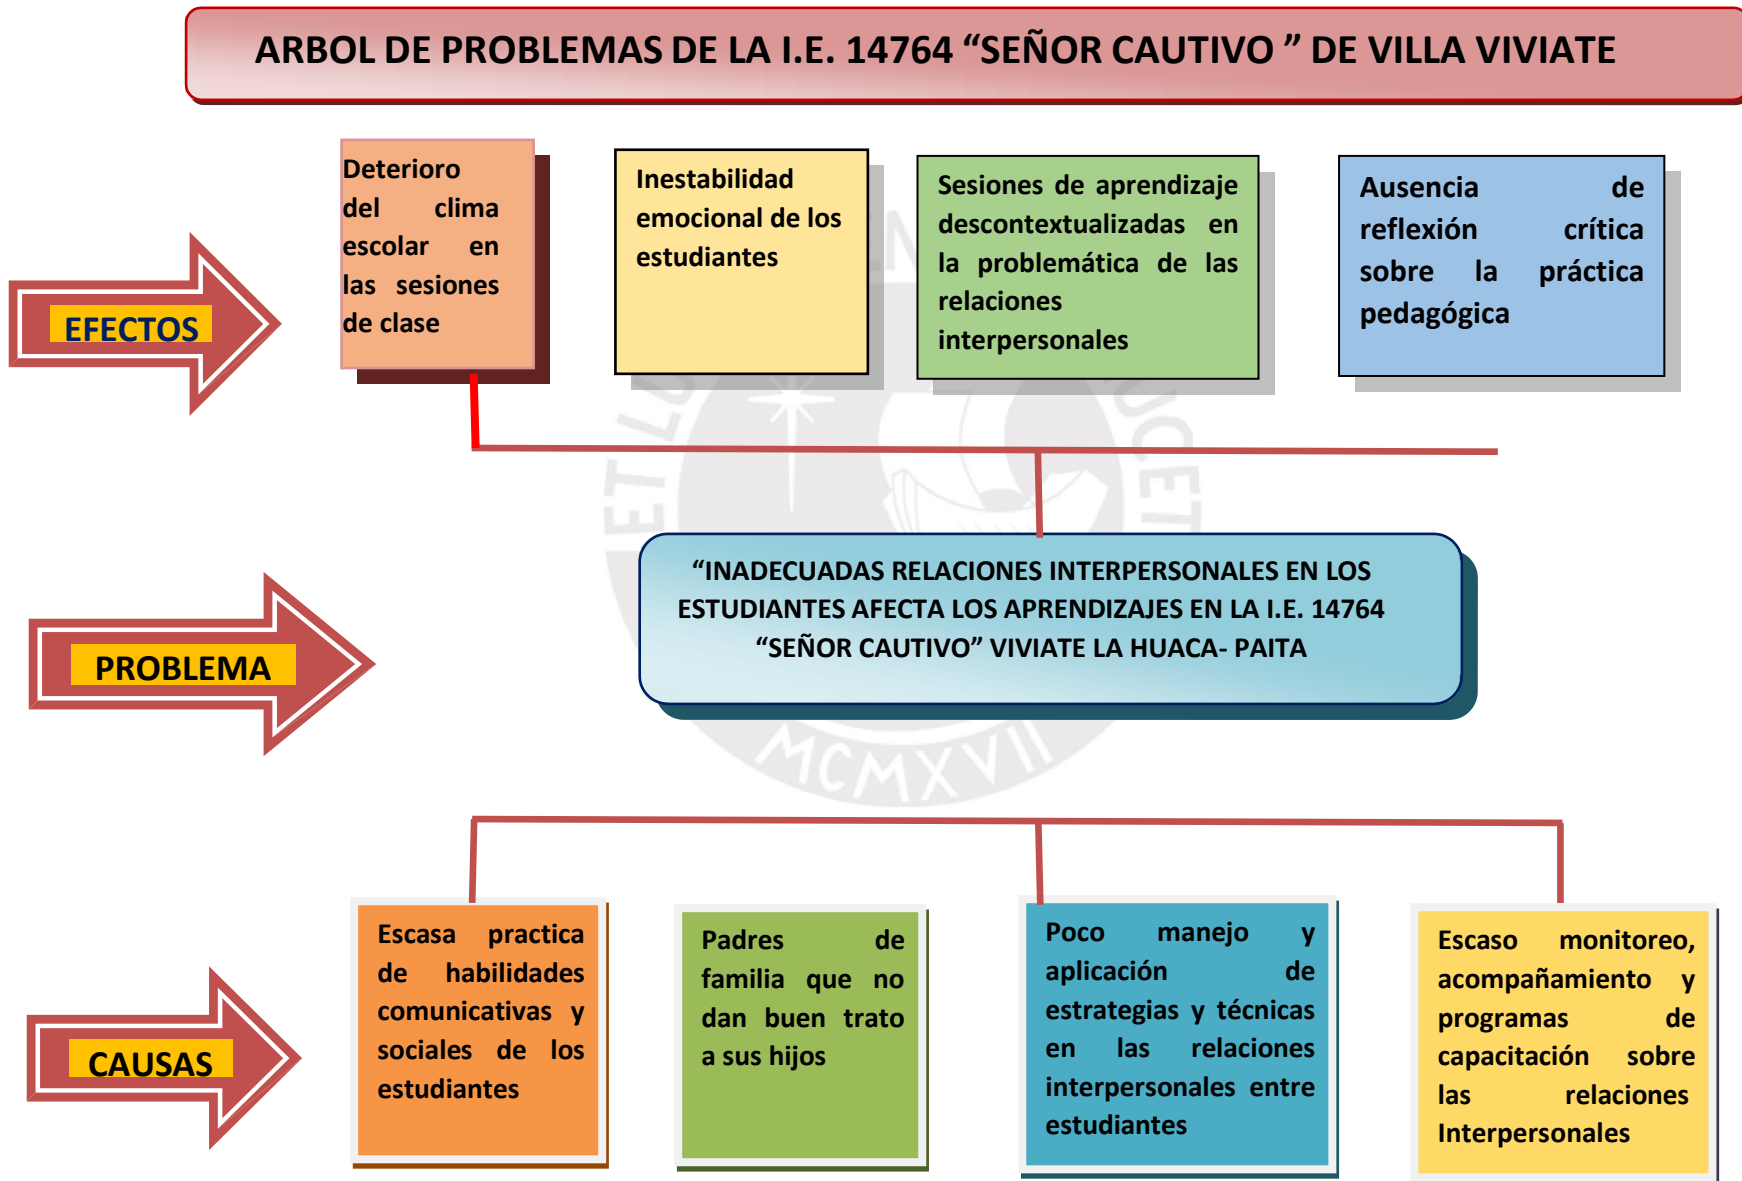 ARBOL DE PROBLEMAS DE LA I.E. 14764 “SEÑOR CAUTIVO ” DE VILLA VIVIATE
EFECTOS
Deterioro
del clima
escolar en
las sesiones
de clase
Inestabilidad
emocional de los
estudiantes
Sesiones de aprendizaje
descontextualizadas en
la problemática de las
relaciones
interpersonales
Ausencia de
reflexión crítica
sobre la práctica
pedagógica
PROBLEMA
“INADECUADAS RELACIONES INTERPERSONALES EN LOS
ESTUDIANTES AFECTA LOS APRENDIZAJES EN LA I.E. 14764
“SEÑOR CAUTIVO” VIVIATE LA HUACA- PAITA
MCMXVII
CAUSAS
Escasa practica
de habilidades
comunicativas y
sociales de los
estudiantes
Padres de
familia que no
dan buen trato
a sus hijos
Poco manejo y
aplicación de
estrategias y técnicas
en las relaciones
interpersonales entre
estudiantes
Escaso monitoreo,
acompañamiento y
programas de
capacitación sobre
las relaciones
Interpersonales